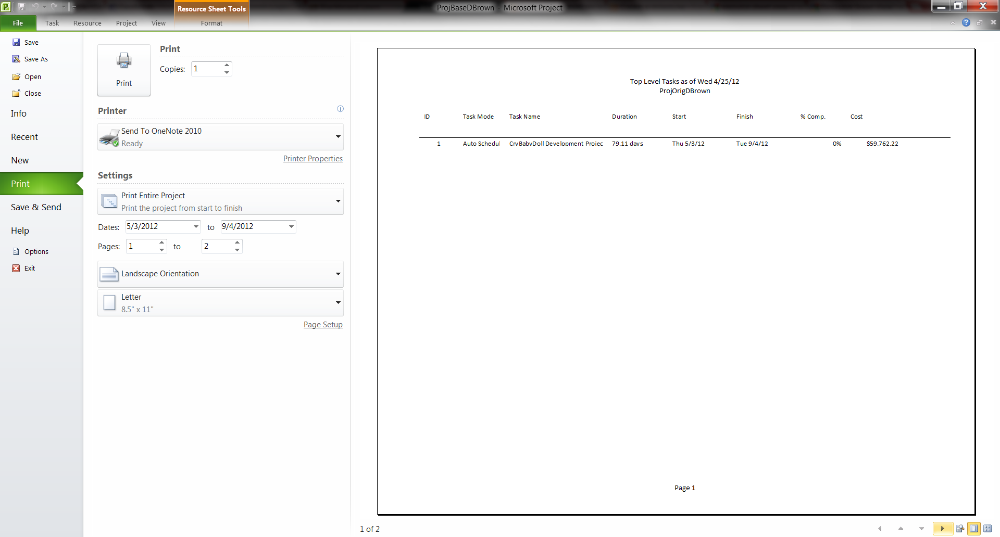 Resource Sheet Tools
ProjBaseDBrown - Microsoft Project
File Task Resource Project View Format
Save
Save As
Open
Close
Info
Recent
New
Print
Save & Send
Help
Options
Exit
Print
Print
Copies: 1
Printer
Send To OneNote 2010
Ready
Printer Properties
Settings
Print Entire Project
Print the project from start to finish
Dates: 5/3/2012 to 9/4/2012
Pages: 1 to 2
Landscape Orientation
Letter
8.5" x 11"
Page Setup
Top Level Tasks as of Wed 4/25/12
ProjOrigDBrown
ID Task Mode Task Name Duration Start Finish % Comp. Cost
1 Auto Schedul CryBabyDoll Development Projec 79.11 days Thu 5/3/12 Tue 9/4/12 0% $59,762.22
Page 1
1 of 2